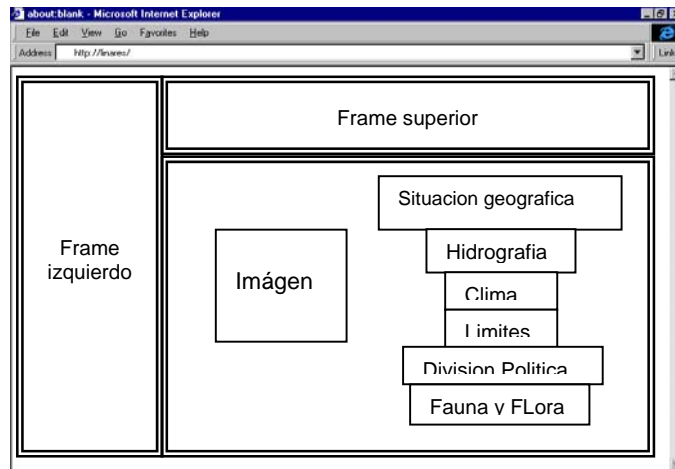 about:blank - Microsoft Internet Explorer
File Edit View Go Favorites Help
Address http://linares/ Link
Frame superior
Frame
izquierdo
Imágen
Situacion geografica
Hidrografia
Clima
Limites
Division Politica
Fauna y FLora